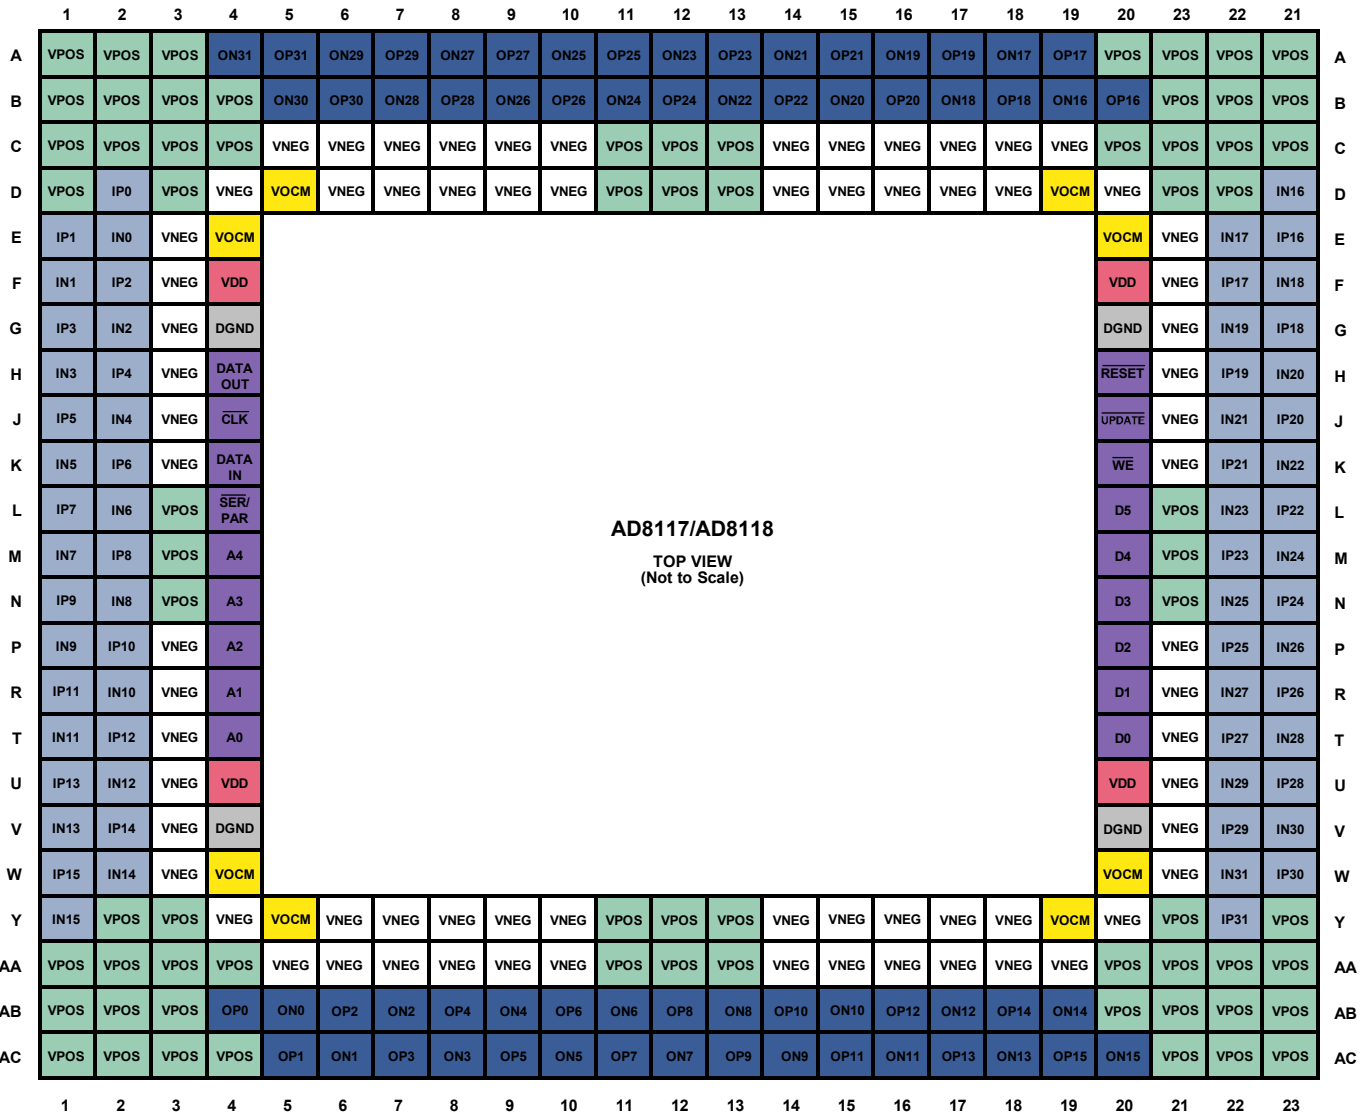 1 2 3 4 5 6 7 8 9 10 11 12 13 14 15 16 17 18 19 20 23 22 21
A VPOS VPOS VPOS ON31 OP31 ON29 OP29 ON27 OP27 ON25 OP25 ON23 OP23 ON21 OP21 ON19 OP19 ON17 OP17 VPOS VPOS VPOS VPOS A
B VPOS VPOS VPOS VPOS ON30 OP30 ON28 OP28 ON26 OP26 ON24 OP24 ON22 OP22 ON20 OP20 ON18 OP18 ON16 OP16 VPOS VPOS VPOS B
C VPOS VPOS VPOS VPOS VNEG VNEG VNEG VNEG VNEG VNEG VPOS VPOS VPOS VNEG VNEG VNEG VNEG VNEG VNEG VPOS VPOS VPOS VPOS C
D VPOS IP0 VPOS VNEG VOCM VNEG VNEG VNEG VNEG VNEG VPOS VPOS VPOS VNEG VNEG VNEG VNEG VNEG VOCM VNEG VPOS VPOS IN16 D
E IP1 IN0 VNEG VOCM VOCM VNEG IN17 IP16 E
F IN1 IP2 VNEG VDD VDD VNEG IP17 IN18 F
G IP3 IN2 VNEG DGND DGND VNEG IN19 IP18 G
H IN3 IP4 VNEG DATA OUT RESET VNEG IP19 IN20 H
J IP5 IN4 VNEG CLK UPDATE VNEG IN21 IP20 J
K IN5 IP6 VNEG DATA IN WE VNEG IP21 IN22 K
L IP7 IN6 VPOS SER/ PAR D5 VPOS IN23 IP22 L
AD8117/AD8118
TOP VIEW
(Not to Scale)
M IN7 IP8 VPOS A4 D4 VPOS IP23 IN24 M
N IP9 IN8 VPOS A3 D3 VPOS IN25 IP24 N
P IN9 IP10 VNEG A2 D2 VNEG IP25 IN26 P
R IP11 IN10 VNEG A1 D1 VNEG IN27 IP26 R
T IN11 IP12 VNEG A0 D0 VNEG IP27 IN28 T
U IP13 IN12 VNEG VDD VDD VNEG IN29 IP28 U
V IN13 IP14 VNEG DGND DGND VNEG IP29 IN30 V
W IP15 IN14 VNEG VOCM VOCM VNEG IN31 IP30 W
Y IN15 VPOS VPOS VNEG VOCM VNEG VNEG VNEG VNEG VNEG VPOS VPOS VPOS VNEG VNEG VNEG VNEG VNEG VOCM VNEG VPOS IP31 VPOS Y
AA VPOS VPOS VPOS VPOS VNEG VNEG VNEG VNEG VNEG VNEG VPOS VPOS VPOS VNEG VNEG VNEG VNEG VNEG VNEG VPOS VPOS VPOS VPOS AA
AB VPOS VPOS VPOS OP0 ON0 OP2 ON2 OP4 ON4 OP6 ON6 OP8 ON8 OP10 ON10 OP12 ON12 OP14 ON14 VPOS VPOS VPOS VPOS AB
AC VPOS VPOS VPOS VPOS OP1 ON1 OP3 ON3 OP5 ON5 OP7 ON7 OP9 ON9 OP11 ON11 OP13 ON13 OP15 ON15 VPOS VPOS VPOS AC
1 2 3 4 5 6 7 8 9 10 11 12 13 14 15 16 17 18 19 20 21 22 23